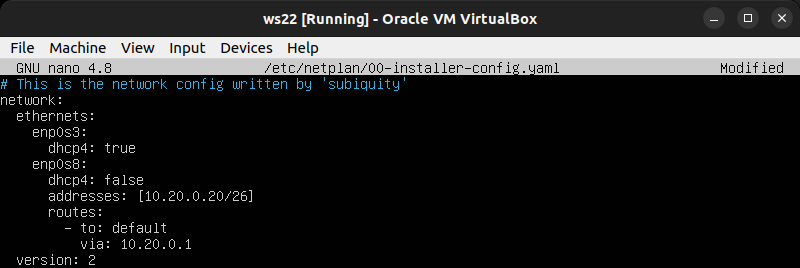 ws22 [Running] - Oracle VM VirtualBox
File Machine View Input Devices Help
GNU nano 4.8 /etc/netplan/00-installer-config.yaml Modified
# This is the network config written by 'subiquity'
network:
  ethernets:
    enp0s3:
      dhcp4: true
    enp0s8:
      dhcp4: false
      addresses: [10.20.0.20/26]
      routes:
        - to: default
          via: 10.20.0.1
  version: 2